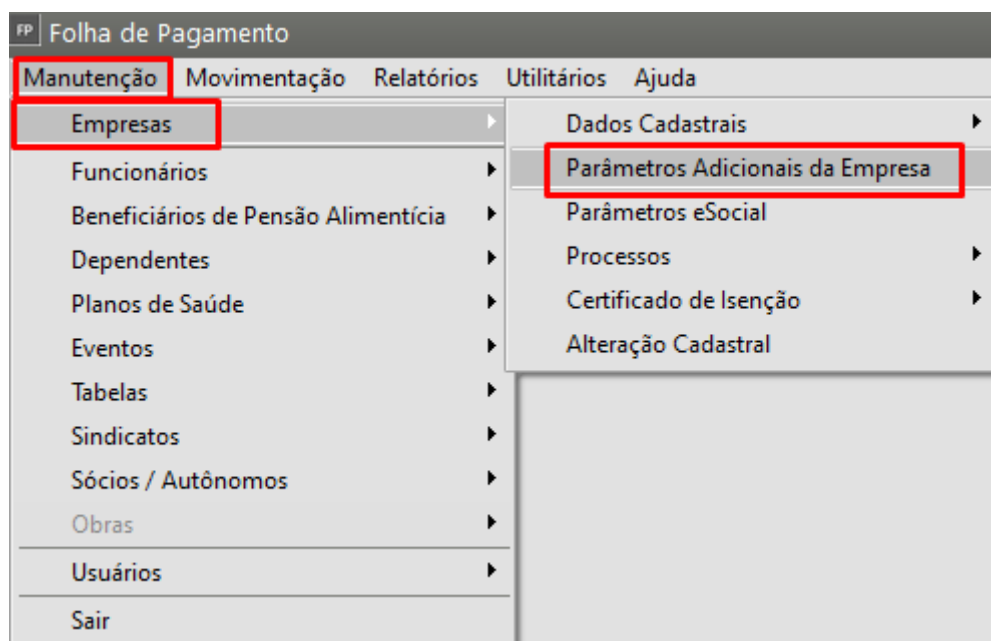 FP Folha de Pagamento
Manutenção Movimentação Relatórios Utilitários Ajuda
Empresas
Funcionários
Beneficiários de Pensão Alimentícia
Dependentes
Planos de Saúde
Eventos
Tabelas
Sindicatos
Sócios / Autônomos
Obras
Usuários
Sair
Dados Cadastrais
Parâmetros Adicionais da Empresa
Parâmetros eSocial
Processos
Certificado de Isenção
Alteração Cadastral